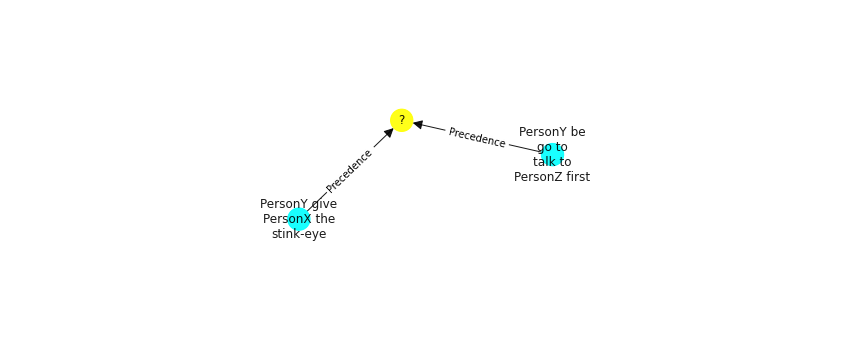 ?
Precedence
PersonY be
go to
talk to
PersonZ first
Precedence
PersonY give
PersonX the
stink-eye